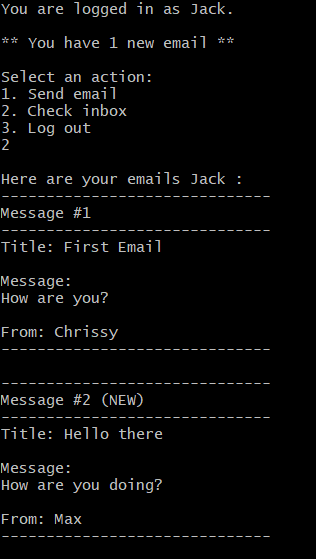 You are logged in as Jack.
** You have 1 new email **
Select an action:
1. Send email
2. Check inbox
3. Log out
2
Here are your emails Jack :
------------------------------
Message #1
------------------------------
Title: First Email
Message:
How are you?
From: Chrissy
------------------------------
------------------------------
Message #2 (NEW)
------------------------------
Title: Hello there
Message:
How are you doing?
From: Max
------------------------------